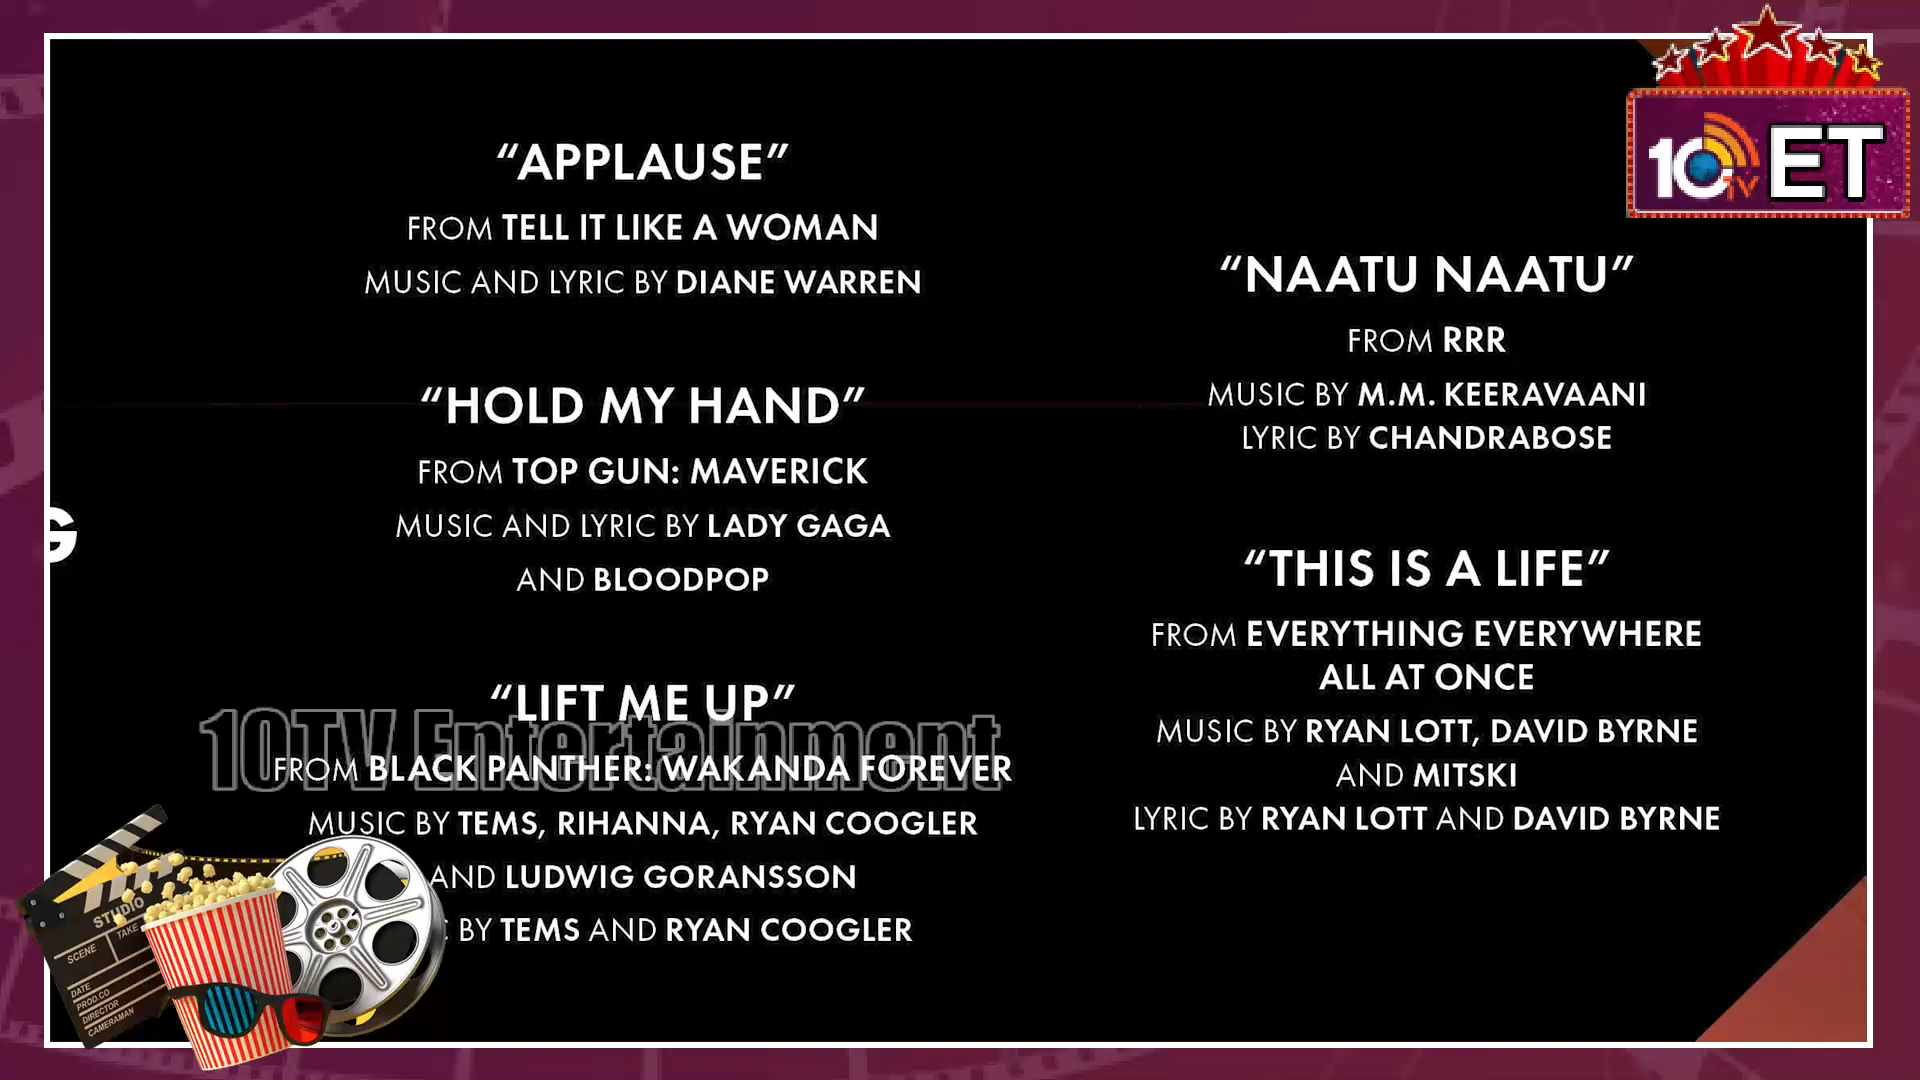 “APPLAUSE”
FROM TELL IT LIKE A WOMAN
MUSIC AND LYRIC BY DIANE WARREN
“HOLD MY HAND”
FROM TOP GUN: MAVERICK
MUSIC AND LYRIC BY LADY GAGA
AND BLOODPOP
“LIFT ME UP”
FROM BLACK PANTHER: WAKANDA FOREVER
MUSIC BY TEMS, RIHANNA, RYAN COOGLER
AND LUDWIG GORANSSON
BY TEMS AND RYAN COOGLER
“NAATU NAATU”
FROM RRR
MUSIC BY M.M. KEERAVAANI
LYRIC BY CHANDRABOSE
“THIS IS A LIFE”
FROM EVERYTHING EVERYWHERE
ALL AT ONCE
MUSIC BY RYAN LOTT, DAVID BYRNE
AND MITSKI
LYRIC BY RYAN LOTT AND DAVID BYRNE
10TV ET
10TV Entertainment
G
STUDIO
SCENE
TAKE
DATE
PROD.CO
DIRECTOR
CAMERAMAN